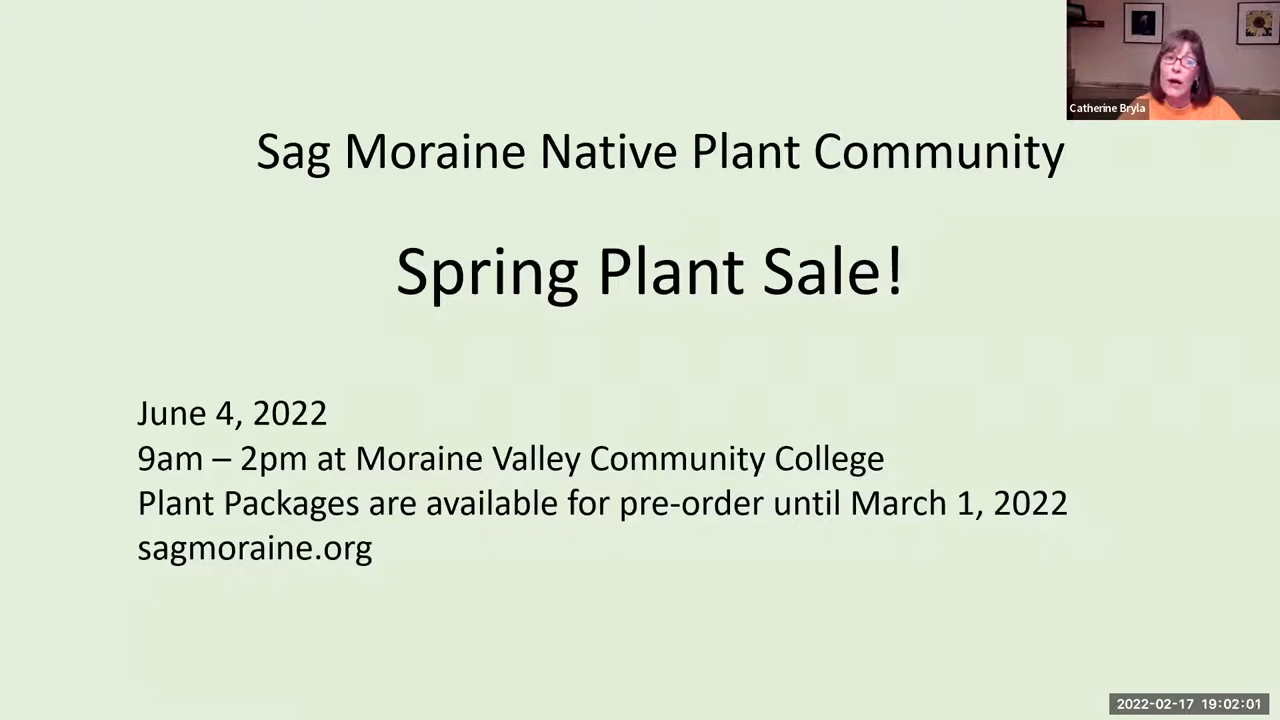 Catherine Bryla
Sag Moraine Native Plant Community
Spring Plant Sale!
June 4, 2022
9am – 2pm at Moraine Valley Community College
Plant Packages are available for pre-order until March 1, 2022
sagmoraine.org
2022-02-17 19:02:01